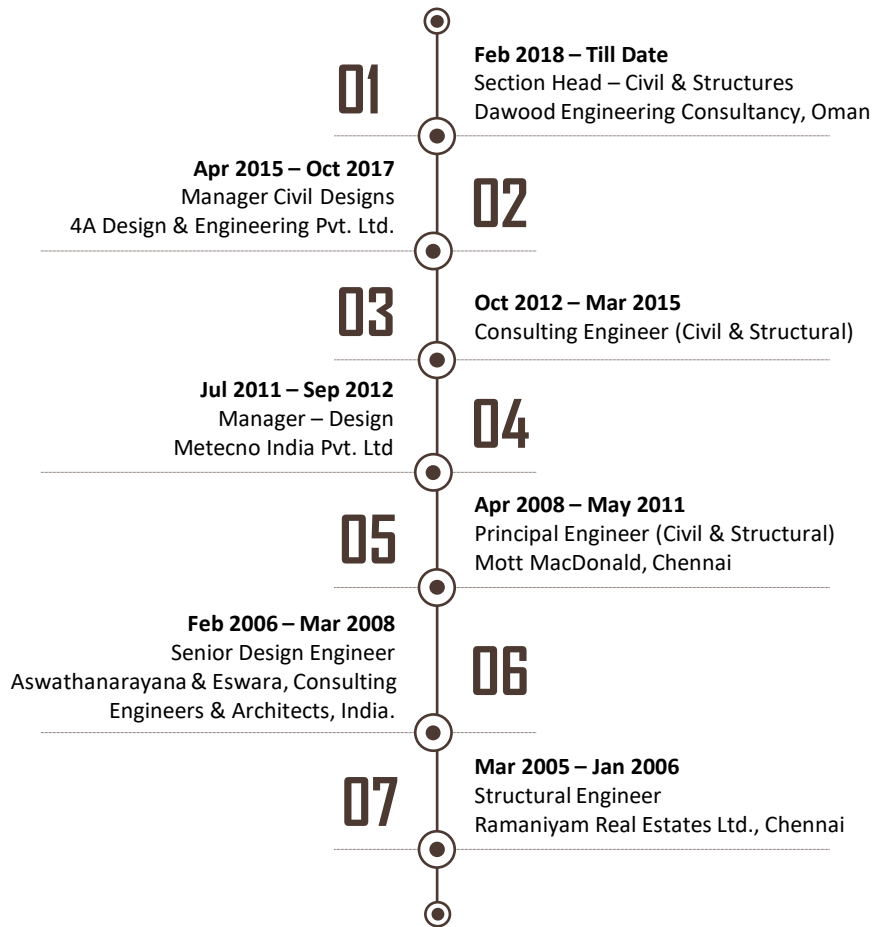 01
Feb 2018 – Till Date
Section Head – Civil & Structures
Dawood Engineering Consultancy, Oman
Apr 2015 – Oct 2017
Manager Civil Designs
4A Design & Engineering Pvt. Ltd.
02
03
Oct 2012 – Mar 2015
Consulting Engineer (Civil & Structural)
Jul 2011 – Sep 2012
Manager – Design
Metecno India Pvt. Ltd
04
05
Apr 2008 – May 2011
Principal Engineer (Civil & Structural)
Mott MacDonald, Chennai
Feb 2006 – Mar 2008
Senior Design Engineer
Aswathanarayana & Eswara, Consulting
Engineers & Architects, India.
06
07
Mar 2005 – Jan 2006
Structural Engineer
Ramaniyam Real Estates Ltd., Chennai